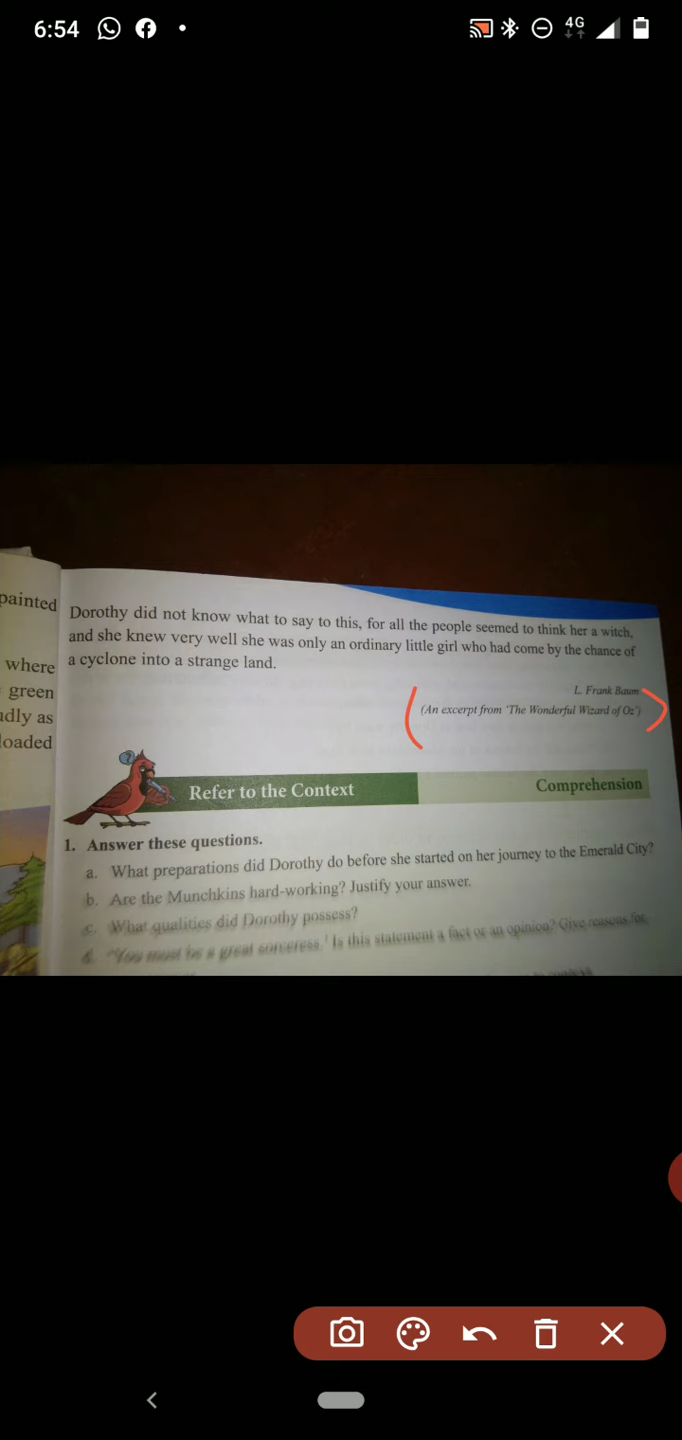 6:54
4G
painted
where
green
adly as
loaded
Dorothy did not know what to say to this, for all the people seemed to think her a witch,
and she knew very well she was only an ordinary little girl who had come by the chance of
a cyclone into a strange land.
L. Frank Baum
(An excerpt from 'The Wonderful Wizard of Oz')
Refer to the Context
Comprehension
1. Answer these questions.
a. What preparations did Dorothy do before she started on her journey to the Emerald City?
b. Are the Munchkins hard-working? Justify your answer.
c. What qualities did Dorothy possess?
d. "You must be a great sorceress.' Is this statement a fact or an opinion? Give reasons for